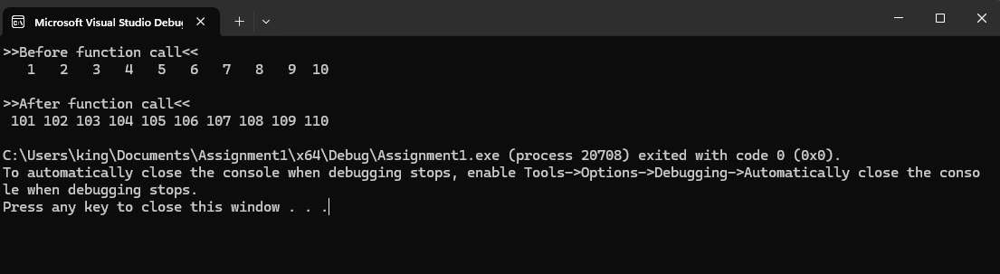 Microsoft Visual Studio Debu
>>Before function call<<
   1   2   3   4   5   6   7   8   9  10
>>After function call<<
 101 102 103 104 105 106 107 108 109 110
C:\Users\king\Documents\Assignment1\x64\Debug\Assignment1.exe (process 20708) exited with code 0 (0x0).
To automatically close the console when debugging stops, enable Tools->Options->Debugging->Automatically close the conso
le when debugging stops.
Press any key to close this window . . .